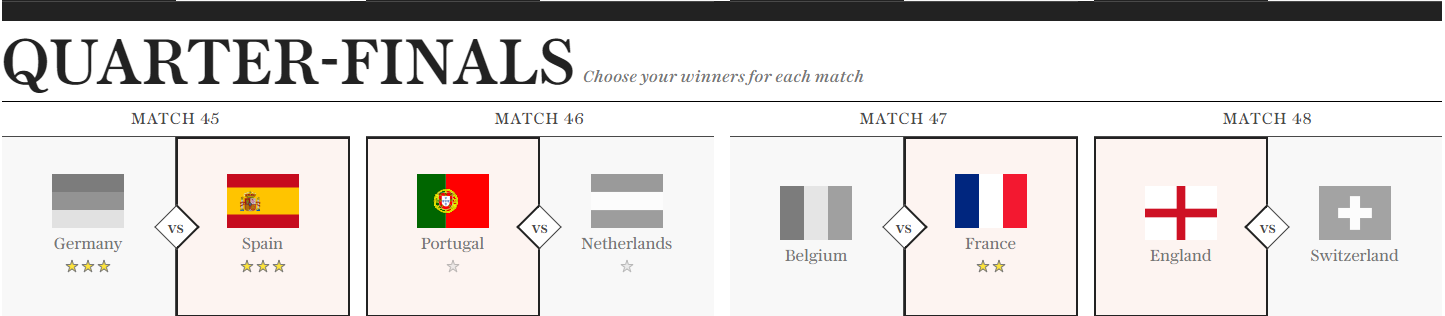 QUARTER-FINALS Choose your winners for each match
MATCH 45 MATCH 46 MATCH 47 MATCH 48
VS VS VS VS
Germany Spain Portugal Netherlands Belgium France England Switzerland